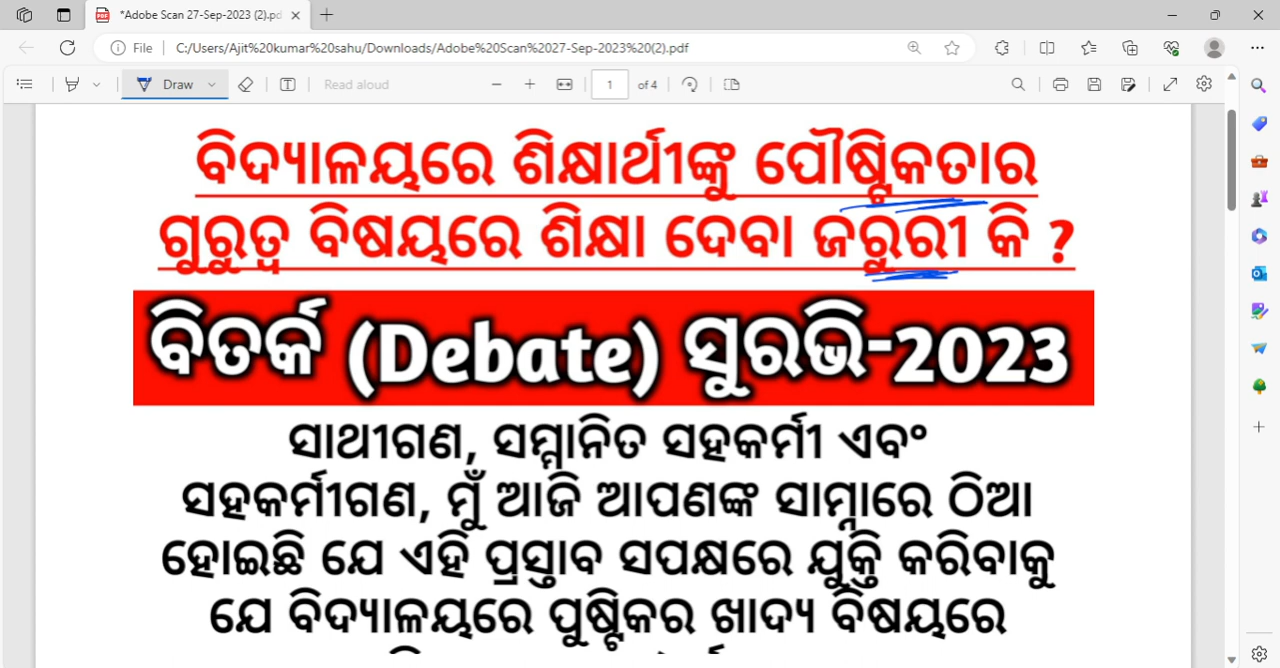 *Adobe Scan 27-Sep-2023 (2).pd
File
C:/Users/Ajit%20kumar%20sahu/Downloads/Adobe%20Scan%2027-Sep-2023%20(2).pdf
Draw
Read aloud
1
of 4
ବିଦ୍ୟାଳୟରେ ଶିକ୍ଷାର୍ଥୀଙ୍କୁ ପୌଷ୍ଟିକତାର
ଗୁରୁତ୍ୱ ବିଷୟରେ ଶିକ୍ଷା ଦେବା ଜରୁରୀ କି ?
ବିତର୍କ (Debate) ସୁରଭି-2023
ସାଥୀଗଣ, ସମ୍ମାନିତ ସହକର୍ମୀ ଏବଂ
ସହକର୍ମୀଗଣ, ମୁଁ ଆଜି ଆପଣଙ୍କ ସାମ୍ନାରେ ଠିଆ
ହୋଇଛି ଯେ ଏହି ପ୍ରସ୍ତାବ ସପକ୍ଷରେ ଯୁକ୍ତି କରିବାକୁ
ଯେ ବିଦ୍ୟାଳୟରେ ପୁଷ୍ଟିକର ଖାଦ୍ୟ ବିଷୟରେ